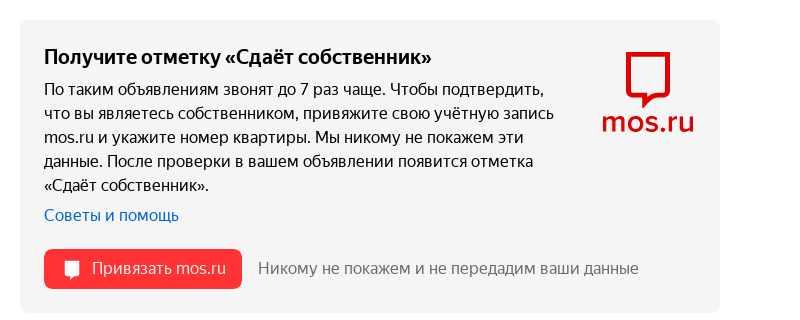 Получите отметку «Сдаёт собственник»
По таким объявлениям звонят до 7 раз чаще. Чтобы подтвердить,
что вы являетесь собственником, привяжите свою учётную запись
mos.ru и укажите номер квартиры. Мы никому не покажем эти
данные. После проверки в вашем объявлении появится отметка
«Сдаёт собственник».
mos.ru
Советы и помощь
Привязать mos.ru
Никому не покажем и не передадим ваши данные